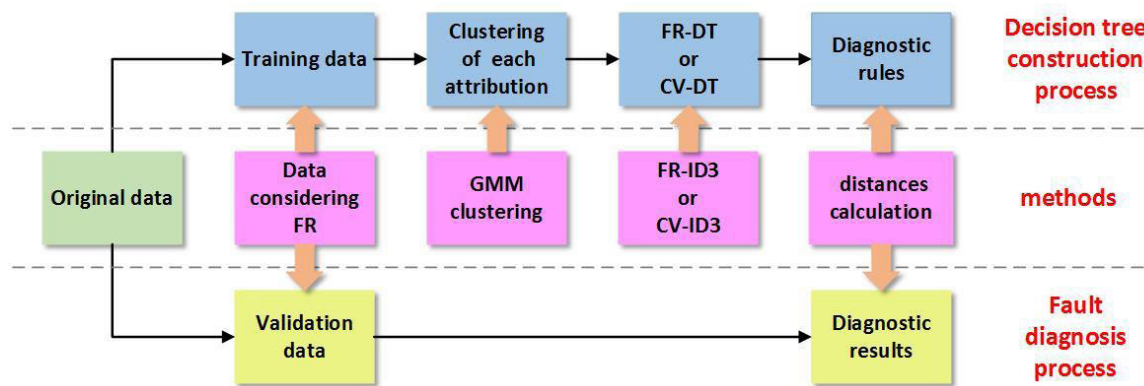 Training data
Clustering
of each
attribution
FR-DT
or
CV-DT
Diagnostic
rules
Decision tree
construction
process
Original data
Data
considering
FR
GMM
clustering
FR-ID3
or
CV-ID3
distances
calculation
methods
Validation
data
Diagnostic
results
Fault
diagnosis
process